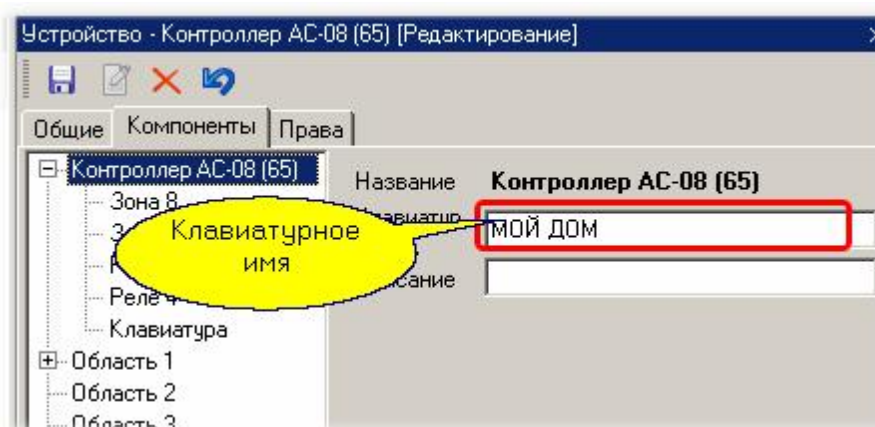 Устройство - Контроллер АС-08 (65) [Редактирование]
Общие Компоненты Права
Контроллер АС-08 (65)
Зона 8
Реле
Клавиатура
Область 1
Область 2
Область 3
Название Контроллер АС-08 (65)
МОЙ ДОМ
Клавиатурное
имя